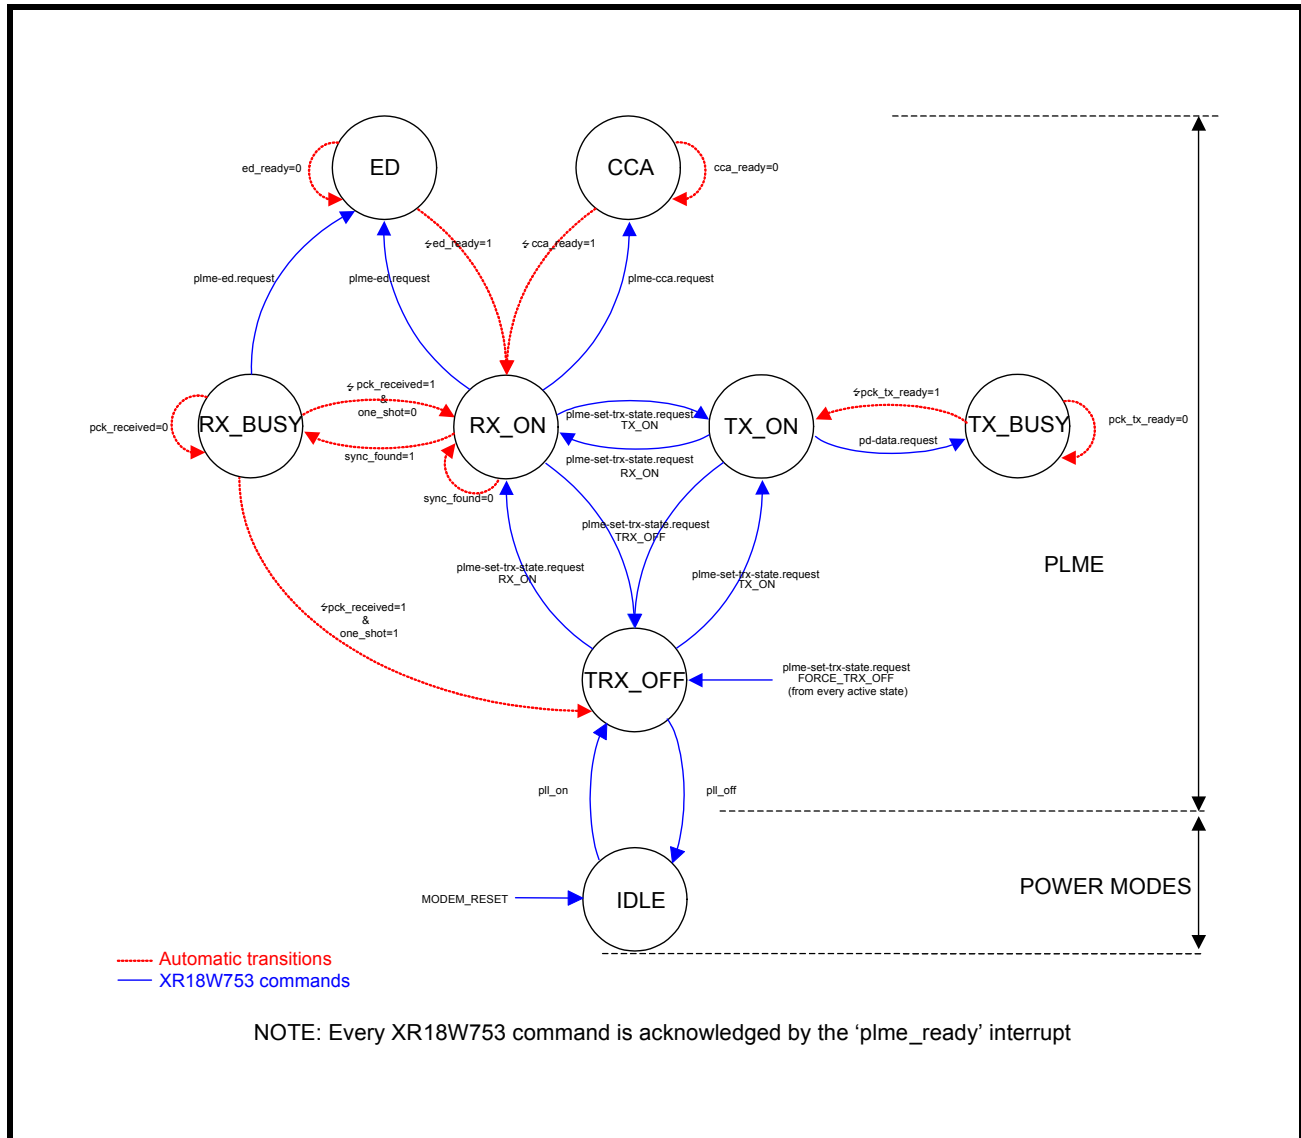 ED
CCA
ed_ready=0
cca_ready=0
ed_ready=1
cca_ready=1
plme-ed.request
plme-ed.request
plme-cca.request
pck_received=1
&
one_shot=0
plme-set-trx-state.request
TX_ON
pck_tx_ready=1
pck_received=0
RX_BUSY
RX_ON
TX_ON
TX_BUSY
pck_tx_ready=0
pd-data.request
sync_found=1
plme-set-trx-state.request
RX_ON
sync_found=0
plme-set-trx-state.request
TRX_OFF
plme-set-trx-state.request
RX_ON
plme-set-trx-state.request
TX_ON
PLME
pck_received=1
&
one_shot=1
TRX_OFF
plme-set-trx-state.request
FORCE_TRX_OFF
(from every active state)
pll_on
pll_off
MODEM_RESET
IDLE
POWER MODES
Automatic transitions
XR18W753 commands
NOTE: Every XR18W753 command is acknowledged by the ‘plme_ready’ interrupt